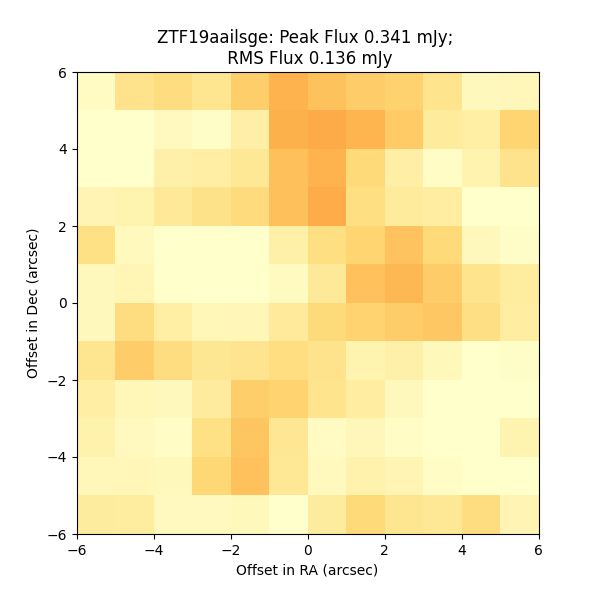 ZTF19aailsge: Peak Flux 0.341 mJy;
RMS Flux 0.136 mJy
6
4
2
0
−2
−4
−6
Offset in Dec (arcsec)
−6 −4 −2 0 2 4 6
Offset in RA (arcsec)